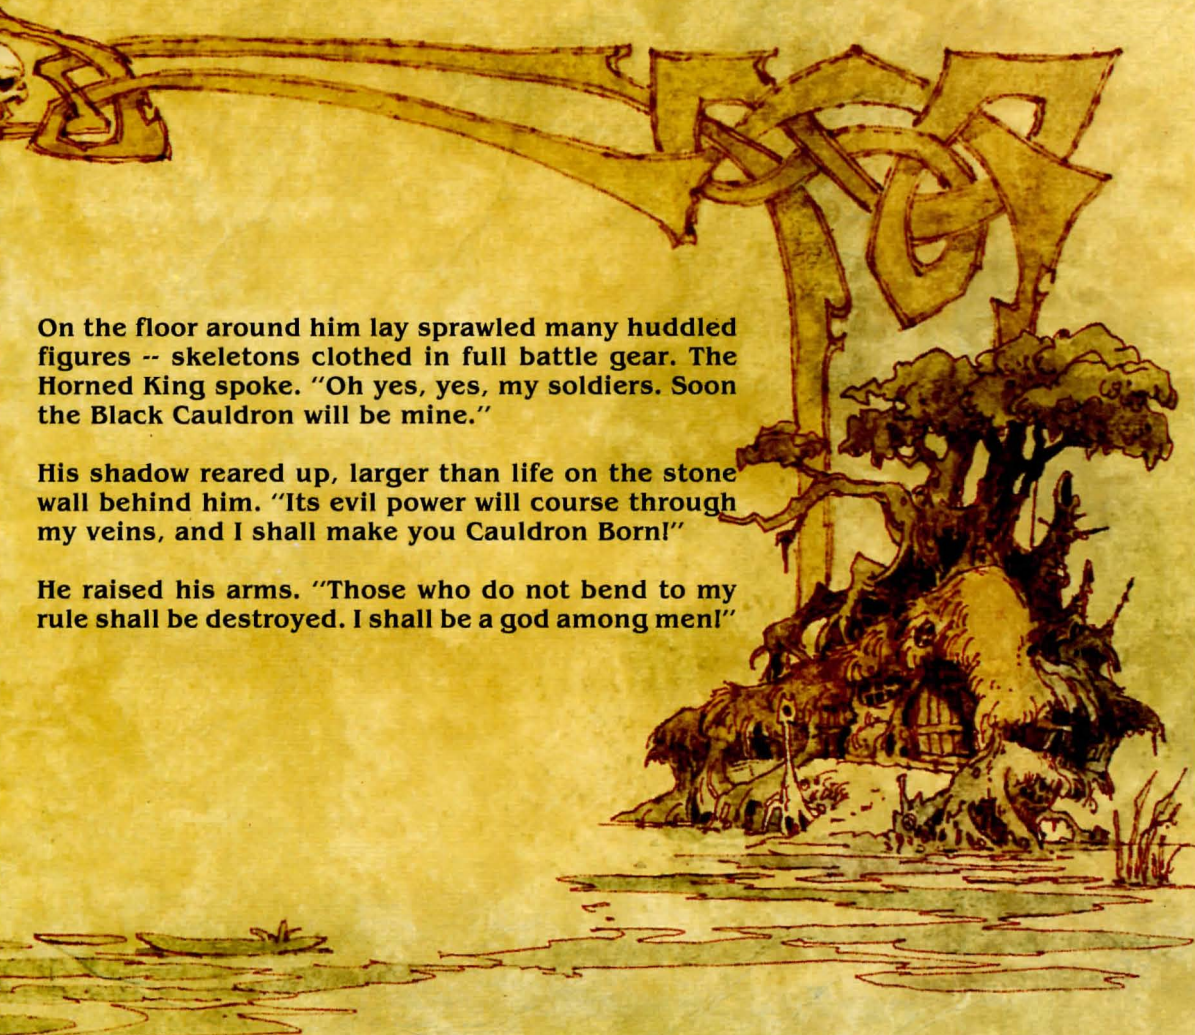 On the floor around him lay sprawled many huddled
figures -- skeletons clothed in full battle gear. The
Horned King spoke. "Oh yes, yes, my soldiers. Soon
the Black Cauldron will be mine."
His shadow reared up, larger than life on the stone
wall behind him. "Its evil power will course through
my veins, and I shall make you Cauldron Born!"
He raised his arms. "Those who do not bend to my
rule shall be destroyed. I shall be a god among men!"